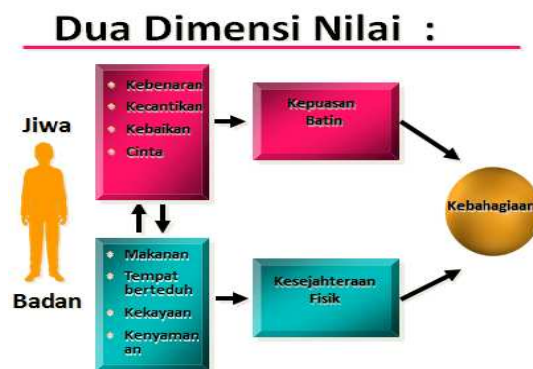 Dua Dimensi Nilai :
Jiwa
Badan
Kebenaran
Kecantikan
Kebaikan
Cinta
Kepuasan
Batin
Makanan
Tempat
berteduh
Kekayaan
Kenyaman
an
Kesejahteraan
Fisik
Kebahagiaan